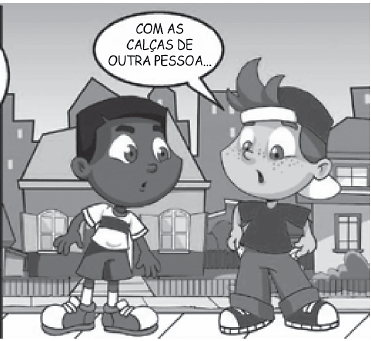 COM AS
CALÇAS DE
OUTRA PESSOA...